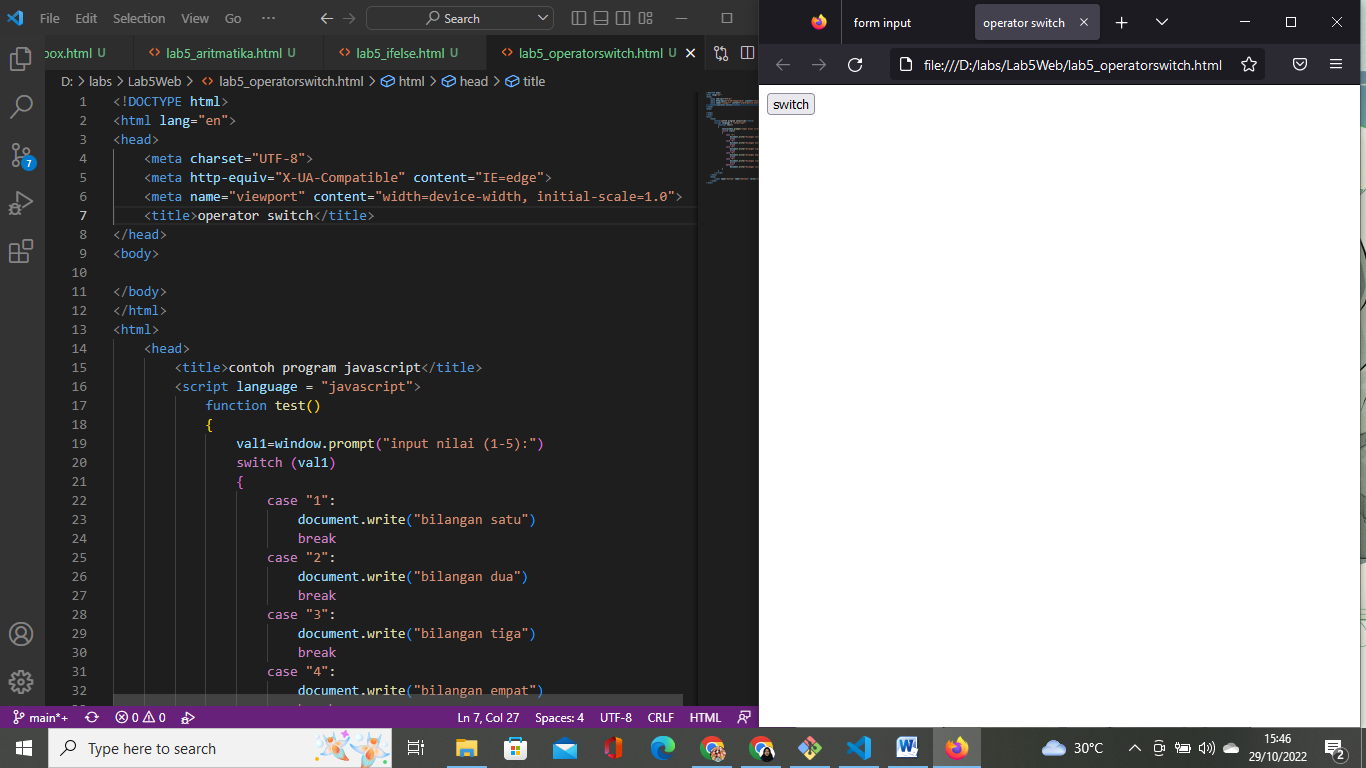 File Edit Selection View Go ··· Search
box.html U lab5_aritmatika.html U lab5_ifelse.html U lab5_operatorswitch.html U
D: > labs > Lab5Web > lab5_operatorswitch.html > html > head > title
1 <!DOCTYPE html>
2 <html lang="en">
3 <head>
4 <meta charset="UTF-8">
5 <meta http-equiv="X-UA-Compatible" content="IE=edge">
6 <meta name="viewport" content="width=device-width, initial-scale=1.0">
7 <title>operator switch</title>
8 </head>
9 <body>
10
11 </body>
12 </html>
13 <html>
14 <head>
15 <title>contoh program javascript</title>
16 <script language = "javascript">
17 function test()
18 {
19 val1=window.prompt("input nilai (1-5):")
20 switch (val1)
21 {
22 case "1":
23 document.write("bilangan satu")
24 break
25 case "2":
26 document.write("bilangan dua")
27 break
28 case "3":
29 document.write("bilangan tiga")
30 break
31 case "4":
32 document.write("bilangan empat")
7
main*+ 0 0 Ln 7, Col 27 Spaces: 4 UTF-8 CRLF HTML
form input operator switch
file:///D:/labs/Lab5Web/lab5_operatorswitch.html
switch
Type here to search
30°C
15:46
29/10/2022
2